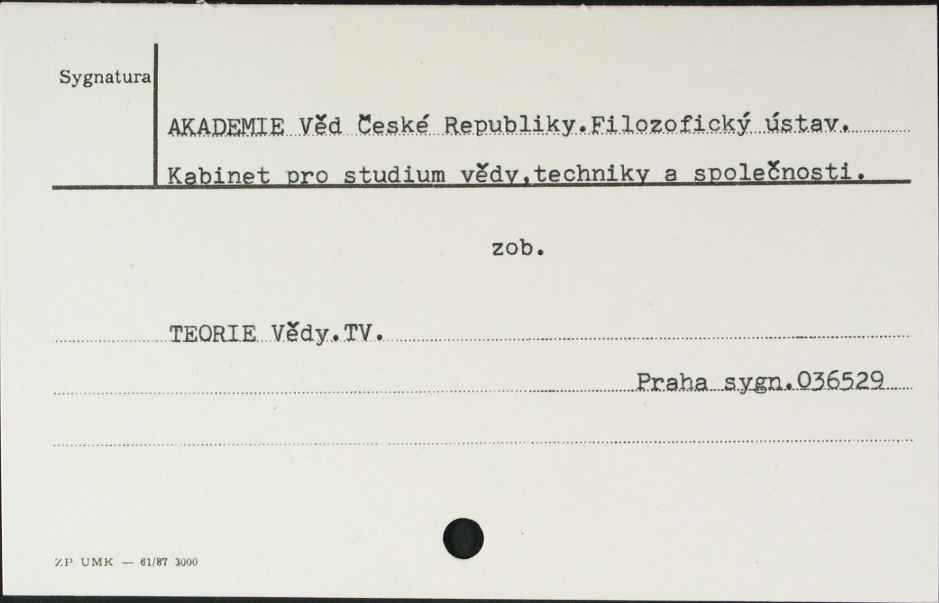 Sygnatura
AKADEMIE Věd České Republiky.Filozofický ústav.
Kabinet pro studium vědy,techniky a společnosti.
zob.
TEORIE Vědy.TV.
Praha sygn.036529
ZP UMK — 61/87 3000